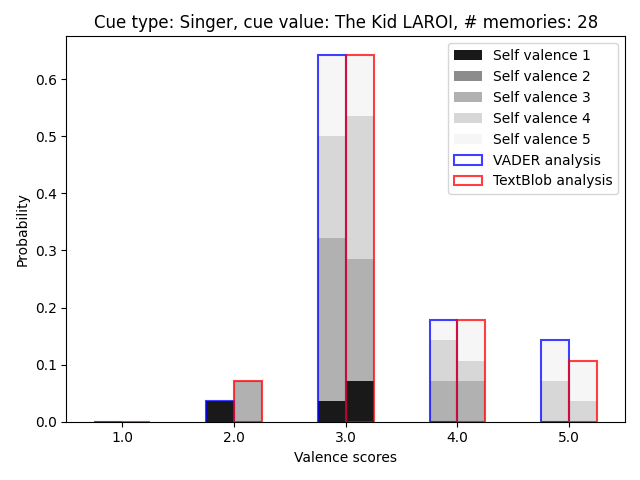 Cue type: Singer, cue value: The Kid LAROI, # memories: 28
Self valence 1
Self valence 2
Self valence 3
Self valence 4
Self valence 5
VADER analysis
TextBlob analysis
Probability
0.6
0.5
0.4
0.3
0.2
0.1
0.0
1.0 2.0 3.0 4.0 5.0
Valence scores